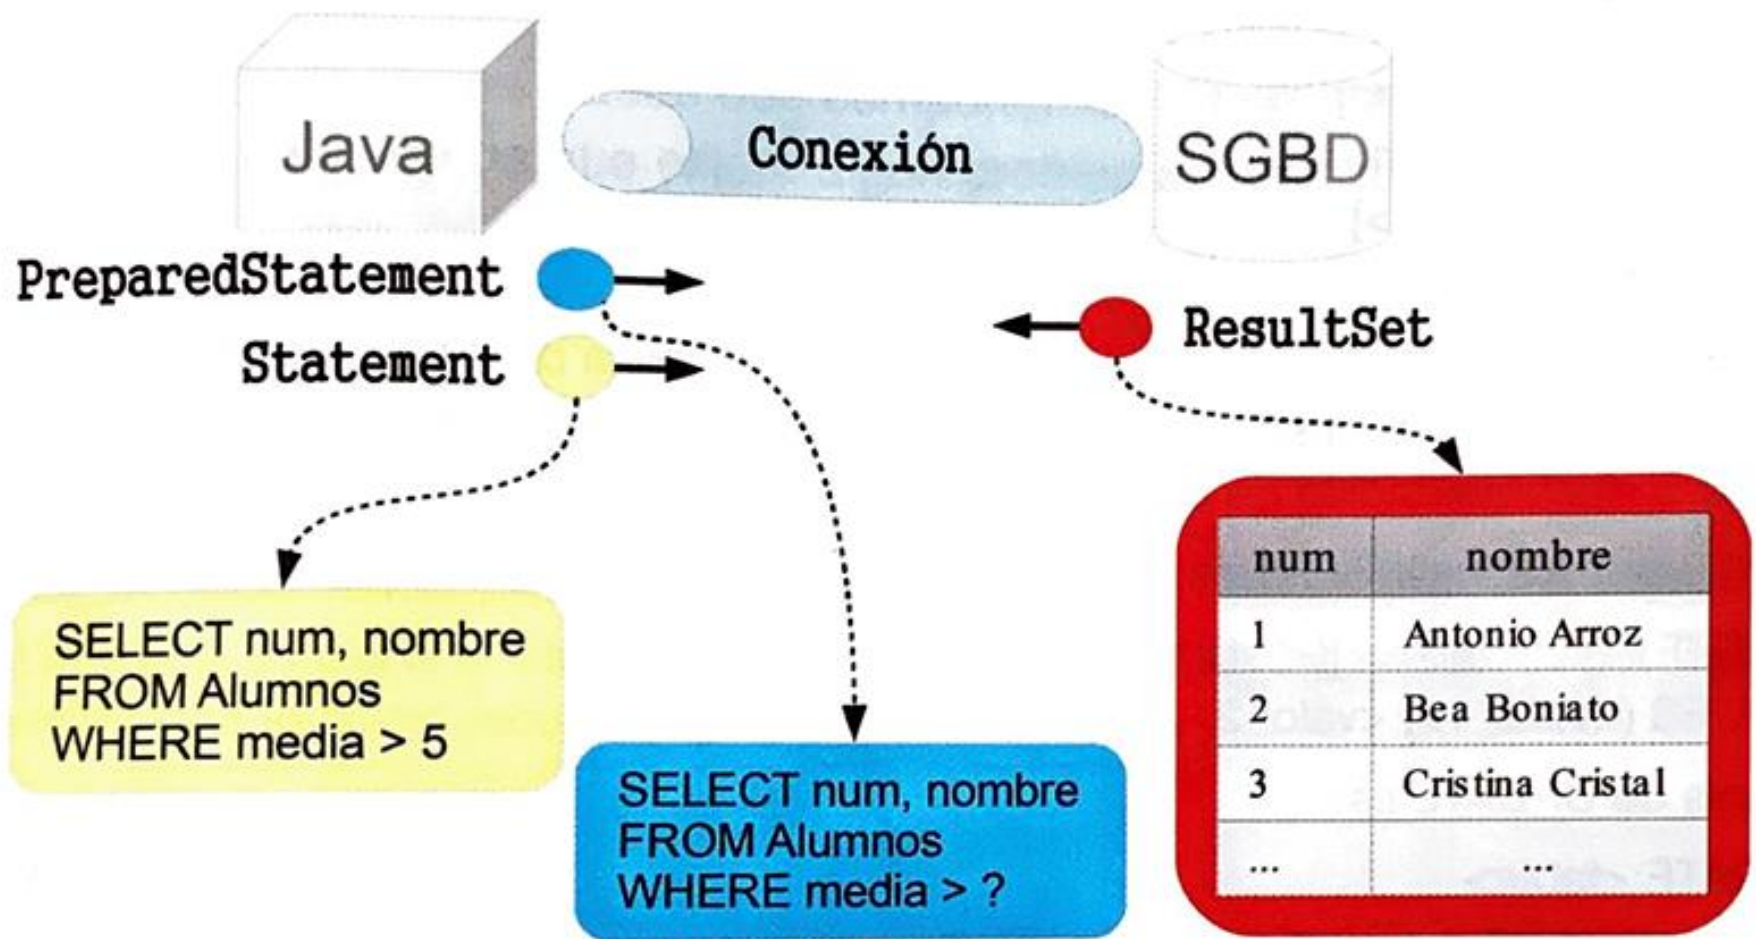 Java
Conexión
SGBD
PreparedStatement
Statement
ResultSet
SELECT num, nombre
FROM Alumnos
WHERE media > 5
SELECT num, nombre
FROM Alumnos
WHERE media > ?
num nombre
1 Antonio Arroz
2 Bea Boniato
3 Cristina Cristal
... ...